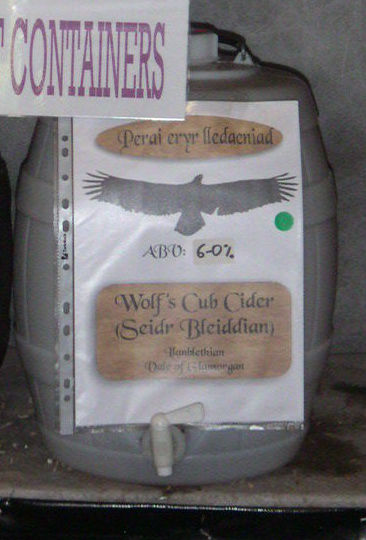 CONTAINERS
Perai eryr lledaeniad
ABV: 6.0%
Wolf's Cub Cider
(Seidr Bleiddian)
Llanblethian
Vale of Glamorgan